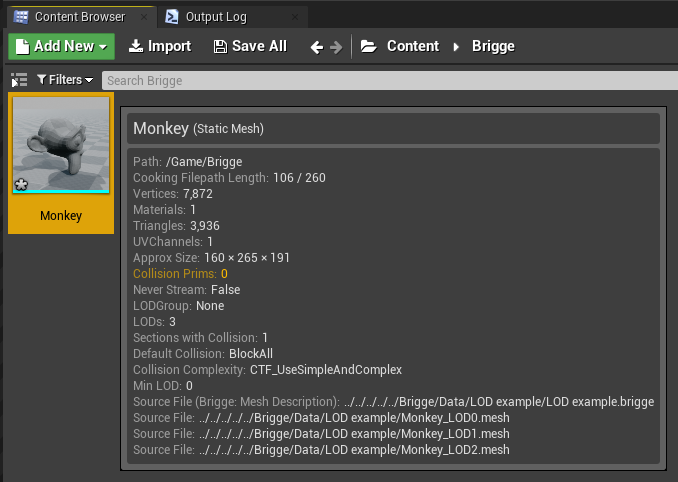 Content Browser
Output Log
Add New Import Save All Content Brigge
Filters Search Brigge
Monkey
Monkey (Static Mesh)
Path: /Game/Brigge
Cooking Filepath Length: 106 / 260
Vertices: 7,872
Materials: 1
Triangles: 3,936
UVChannels: 1
Approx Size: 160 × 265 × 191
Collision Prims: 0
Never Stream: False
LODGroup: None
LODs: 3
Sections with Collision: 1
Default Collision: BlockAll
Collision Complexity: CTF_UseSimpleAndComplex
Min LOD: 0
Source File (Brigge: Mesh Description): ../../../../../Brigge/Data/LOD example/LOD example.brigge
Source File: ../../../../../Brigge/Data/LOD example/Monkey_LOD0.mesh
Source File: ../../../../../Brigge/Data/LOD example/Monkey_LOD1.mesh
Source File: ../../../../../Brigge/Data/LOD example/Monkey_LOD2.mesh